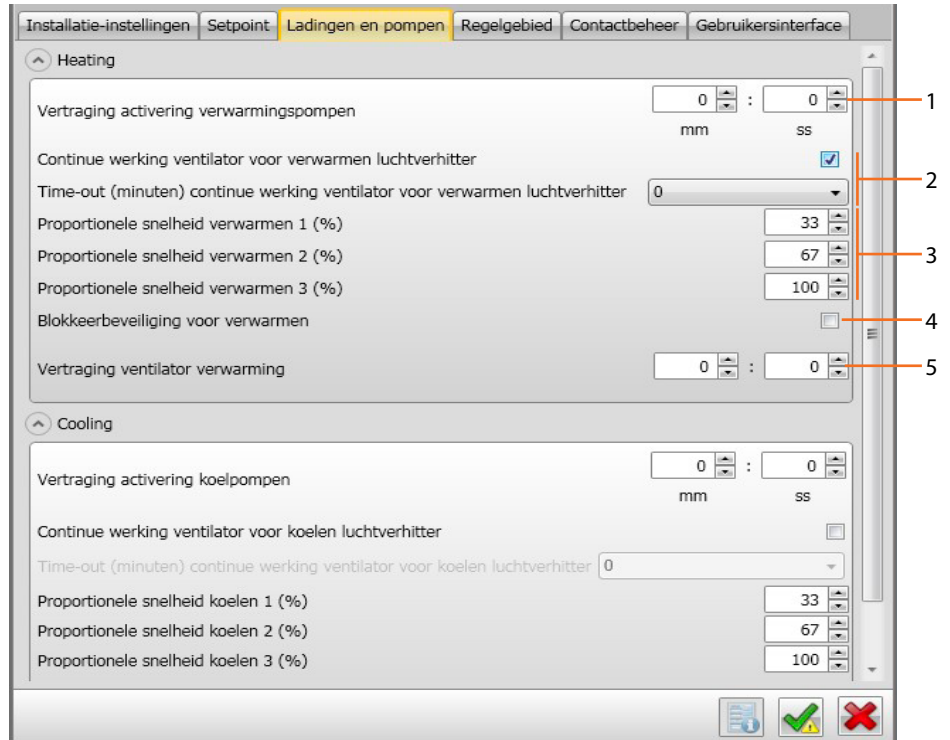 Installatie-instellingen Setpoint Ladingen en pompen Regelgebied Contactbeheer Gebruikersinterface
Heating
Vertraging activering verwarmingspompen 0 : 0 1
mm ss
Continue werking ventilator voor verwarmen luchtverhitter
2
Time-out (minuten) continue werking ventilator voor verwarmen luchtverhitter 0
Proportionele snelheid verwarmen 1 (%) 33
Proportionele snelheid verwarmen 2 (%) 67 3
Proportionele snelheid verwarmen 3 (%) 100
Blokkeerbeveiliging voor verwarmen 4
Vertraging ventilator verwarming 0 : 0 5
Cooling
Vertraging activering koelpompen 0 : 0
mm ss
Continue werking ventilator voor koelen luchtverhitter
Time-out (minuten) continue werking ventilator voor koelen luchtverhitter 0
Proportionele snelheid koelen 1 (%) 33
Proportionele snelheid koelen 2 (%) 67
Proportionele snelheid koelen 3 (%) 100